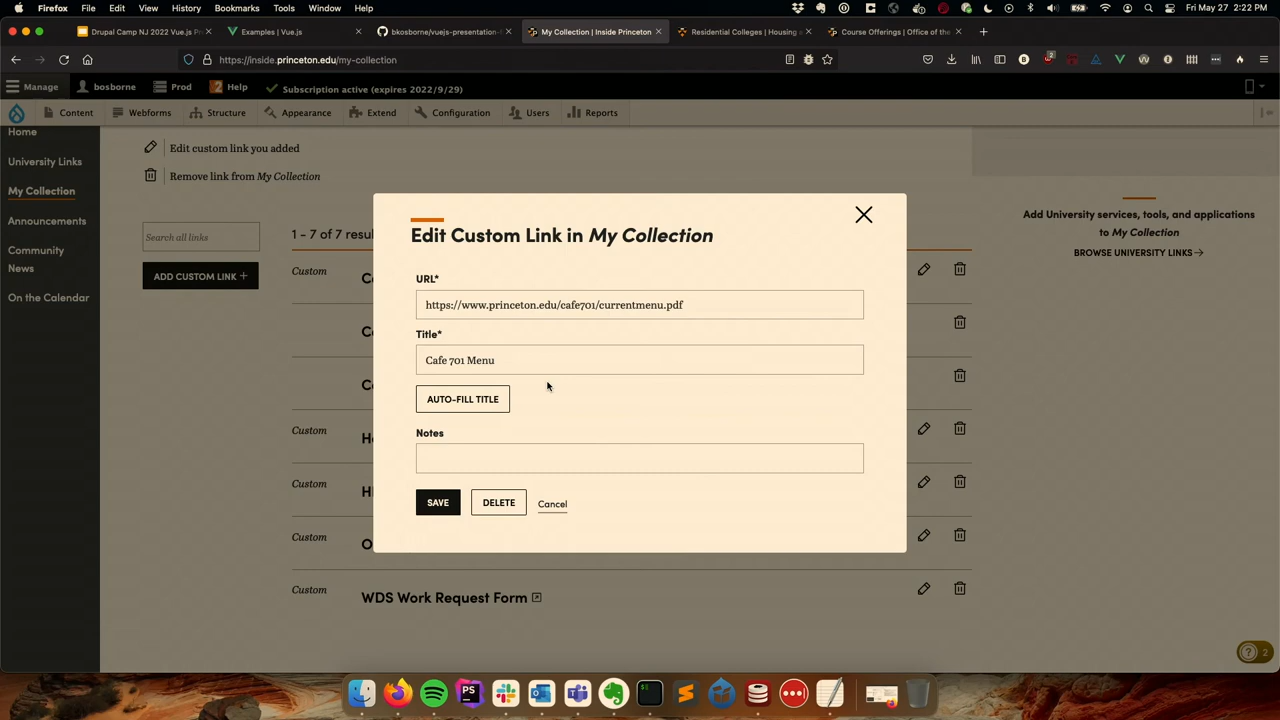 Firefox File Edit View History Bookmarks Tools Window Help Fri May 27 2:22 PM
Drupal Camp NJ 2022 Vue.js Pr
Examples | Vue.js
bkosborne/vuejs-presentation-
My Collection | Inside Princeton
Residential Colleges | Housing
Course Offerings | Office of the
https://inside.princeton.edu/my-collection
Manage bosborne Prod Help Subscription active (expires 2022/9/29)
Content Webforms Structure Appearance Configuration Extend Users Reports
Home
University Links
My Collection
Announcements
Community
News
On the Calendar
Edit custom link you added
Remove link from My Collection
Search all links
ADD CUSTOM LINK +
1 - 7 of 7 resul
Custom
Custom
Custom
Custom
Custom
Custom
Custom
WDS Work Request Form
Edit Custom Link in My Collection
URL*
https://www.princeton.edu/cafe701/currentmenu.pdf
Title*
Cafe 701 Menu
AUTO-FILL TITLE
Notes
SAVE DELETE Cancel
Add University services, tools, and applications
to My Collection
BROWSE UNIVERSITY LINKS
2
PS